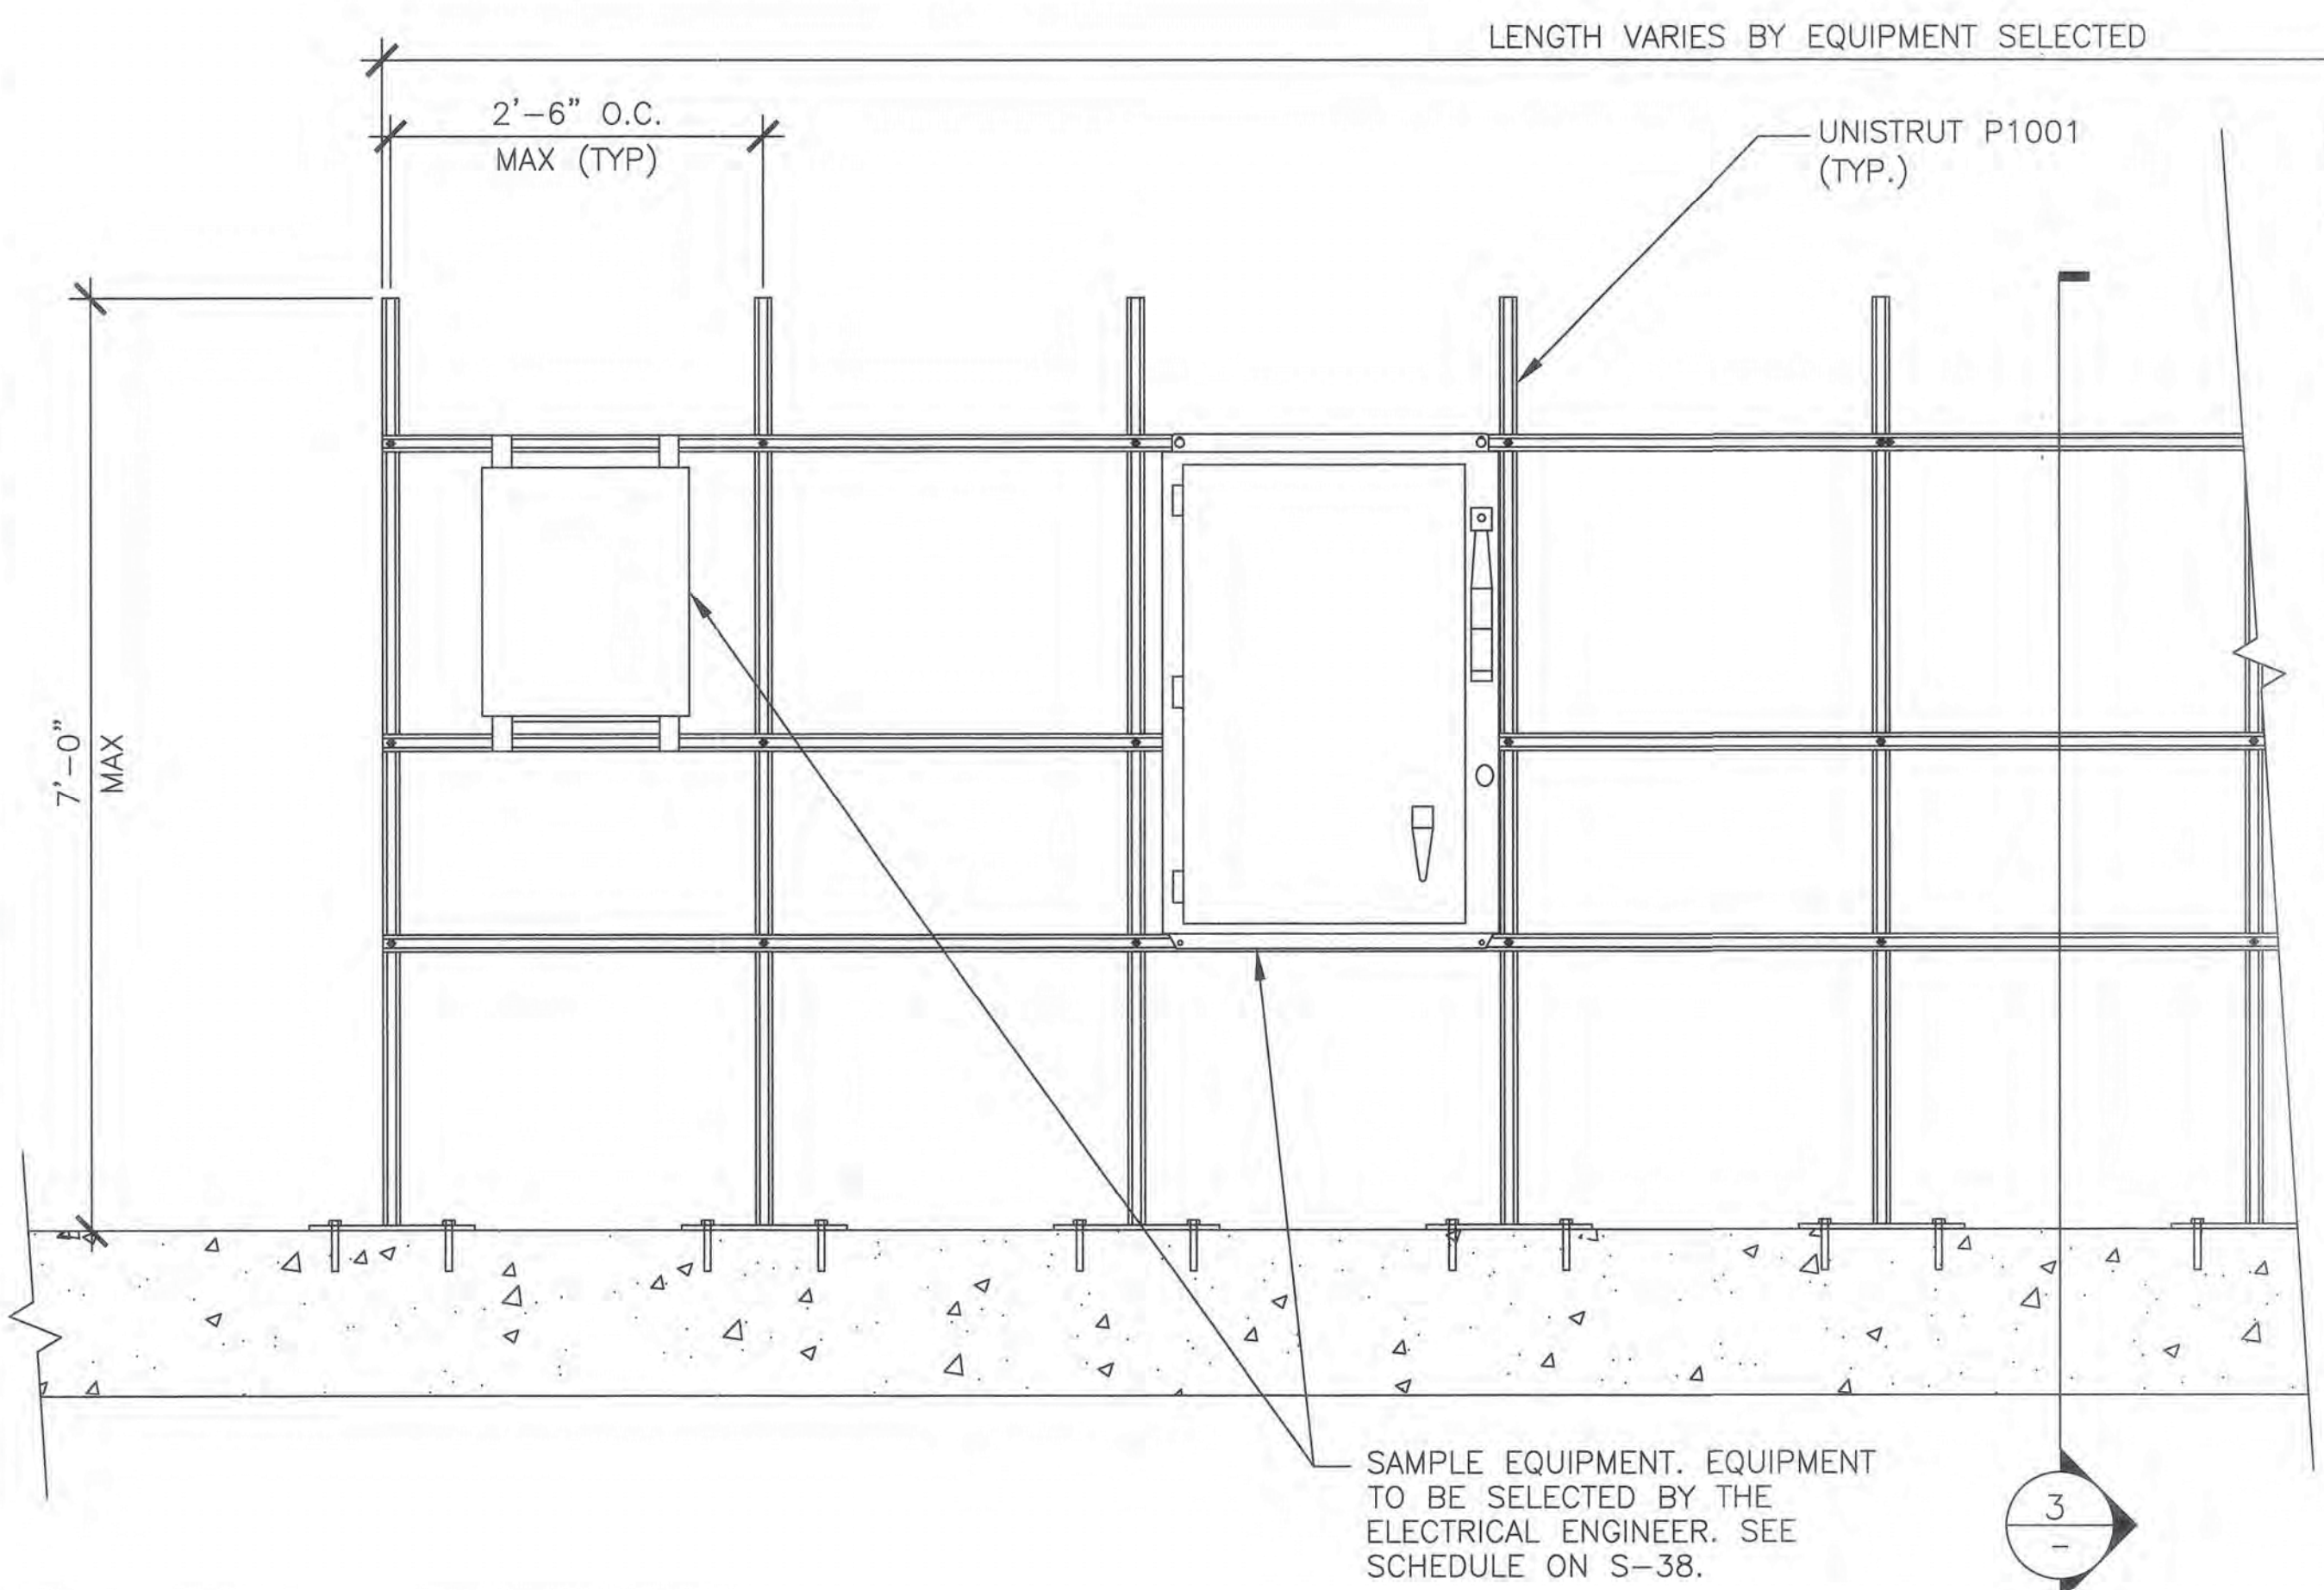 LENGTH VARIES BY EQUIPMENT SELECTED
2'-6" O.C.
MAX (TYP)
UNISTRUT P1001
(TYP.)
7'-0"
MAX
SAMPLE EQUIPMENT. EQUIPMENT
TO BE SELECTED BY THE
ELECTRICAL ENGINEER. SEE
SCHEDULE ON S-38.
3
-